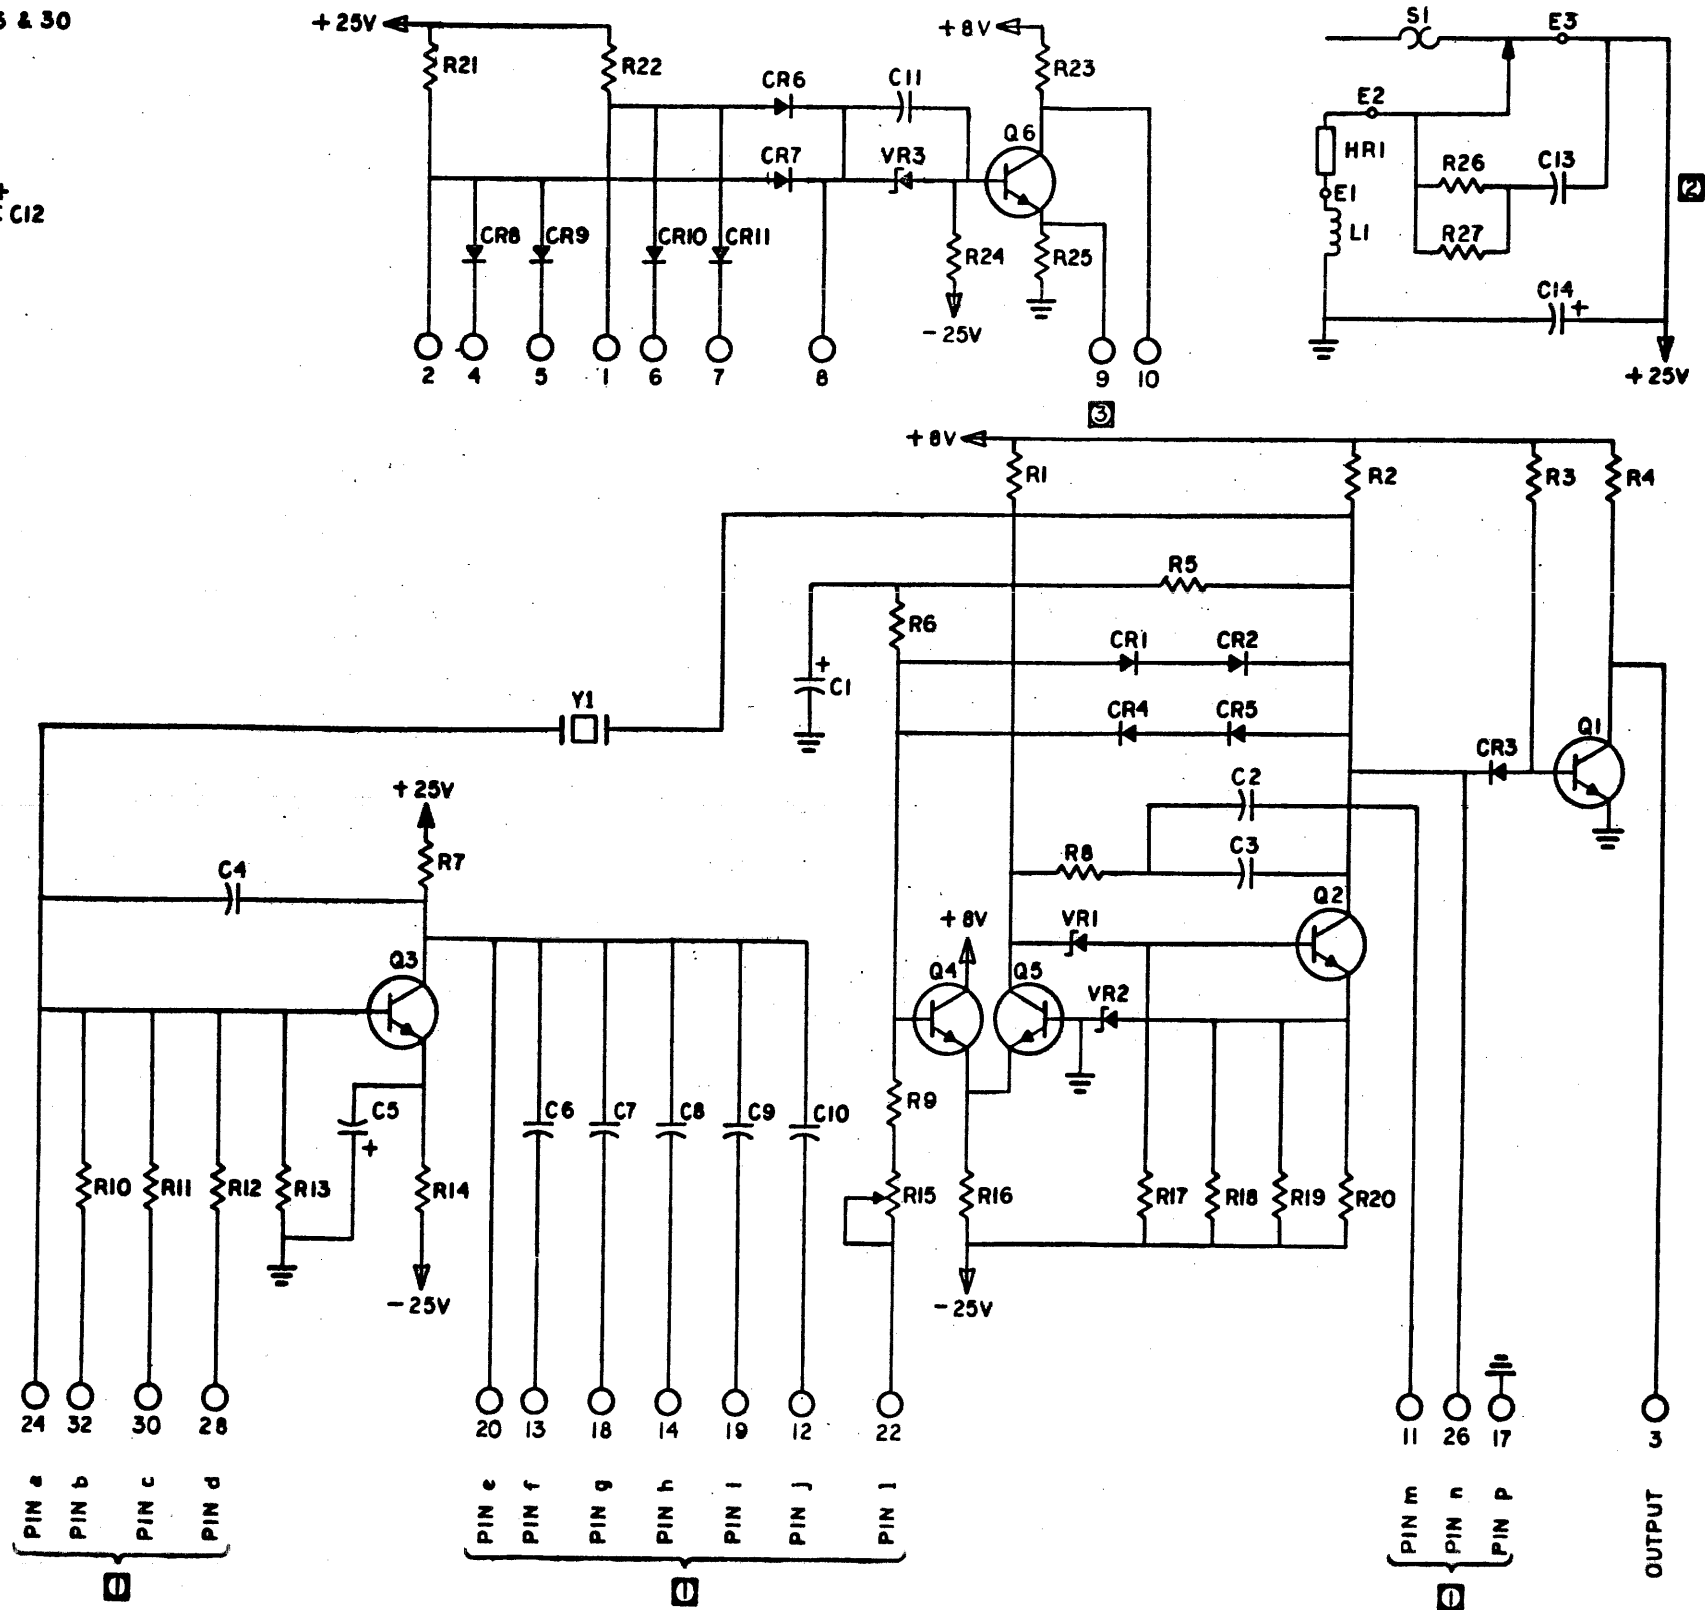 & 30
+25V
R21
R22
CR6
C11
+8V
R23
S1
E3
E2
Q6
CR7
VR3
HR1
R26
C13
2
+
C12
E1
R27
L1
CR8
CR9
CR10
CR11
R24
R25
C14
+
-25V
+25V
2 4 5 1 6 7 8 9 10
3
+8V
R1
R2
R3
R4
R5
R6
CR1
CR2
+
C1
Y1
CR4
CR5
Q1
CR3
+25V
C2
R7
R8
C3
C4
Q2
+8V
VR1
Q3
Q4
Q5
VR2
C5
+
C6
C7
C8
C9
C10
R9
R10
R11
R12
R13
R14
R15
R16
R17
R18
R19
R20
-25V
-25V
24 32 30 28 20 13 18 14 19 12 22 11 26 17 3
PIN a
PIN b
PIN c
PIN d
PIN e
PIN f
PIN g
PIN h
PIN i
PIN j
PIN l
PIN m
PIN n
PIN p
OUTPUT
1
1
1